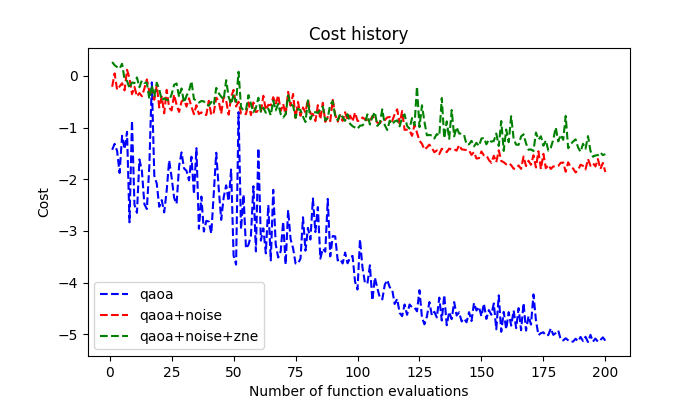 Cost history
Cost
0
−1
−2
−3
−4
−5
qaoa
qaoa+noise
qaoa+noise+zne
0 25 50 75 100 125 150 175 200
Number of function evaluations